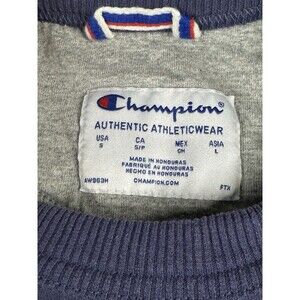 Champion
AUTHENTIC ATHLETICWEAR
USA CA MEX ASIA
S S/P CH L
MADE IN HONDURAS
FABRIQUÉ AU HONDURAS
HECHO EN HONDURAS
CHAMPION.COM
FTX